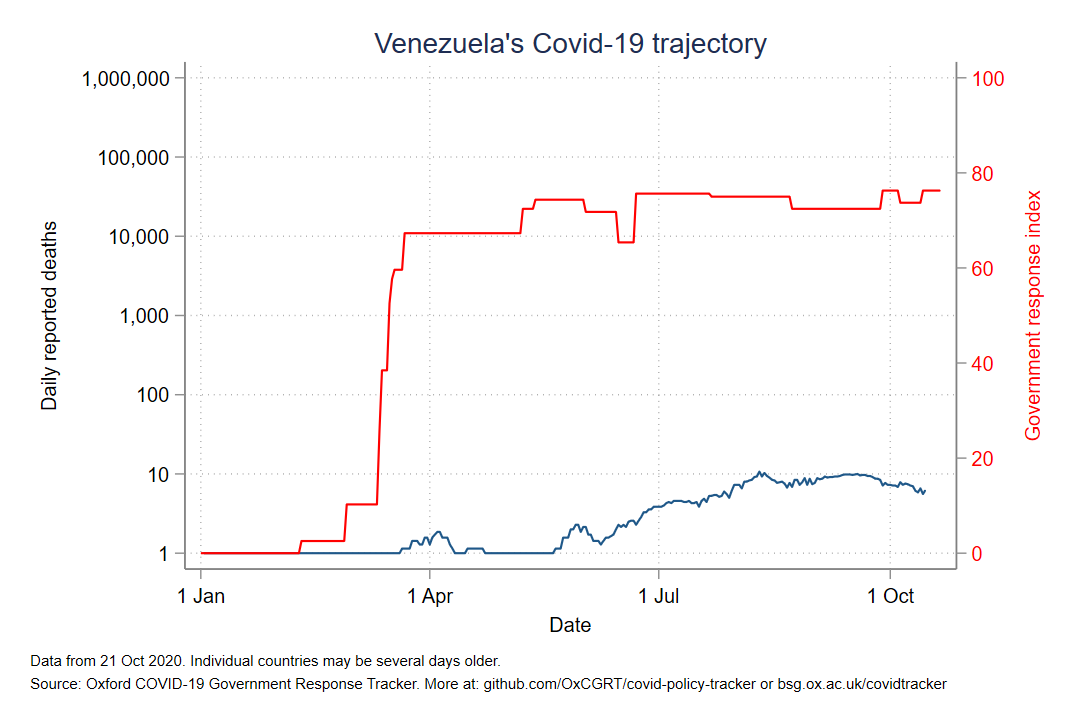 Venezuela's Covid-19 trajectory
1,000,000
100,000
10,000
1,000
100
10
1
Daily reported deaths
100
80
60
40
20
0
Government response index
1 Jan
1 Apr
1 Jul
1 Oct
Date
Data from 21 Oct 2020. Individual countries may be several days older.
Source: Oxford COVID-19 Government Response Tracker. More at: github.com/OxCGRT/covid-policy-tracker or bsg.ox.ac.uk/covidtracker